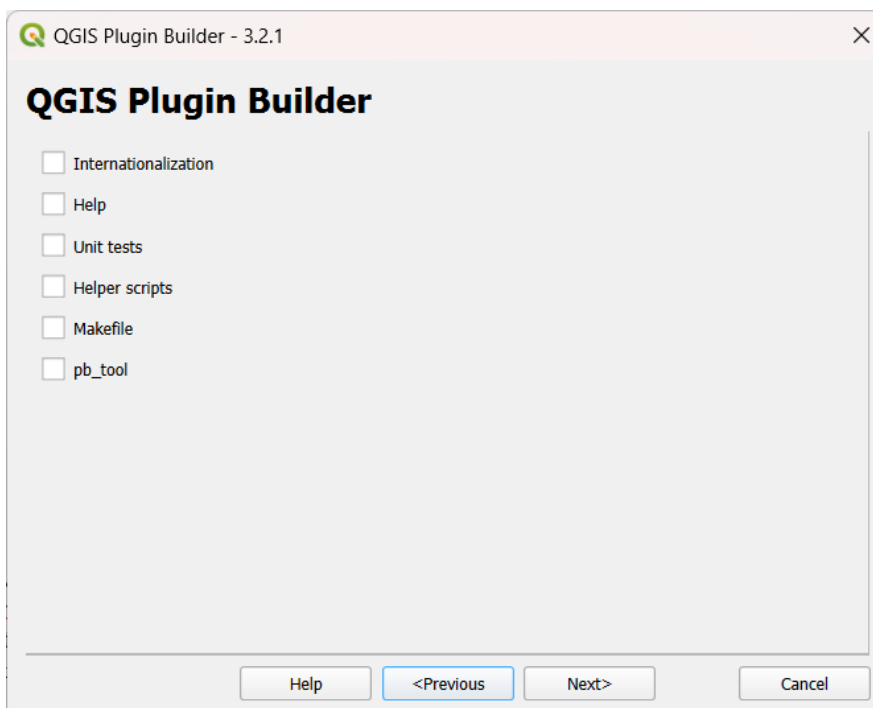 QGIS Plugin Builder - 3.2.1
QGIS Plugin Builder
Internationalization
Help
Unit tests
Helper scripts
Makefile
pb_tool
Help <Previous Next> Cancel